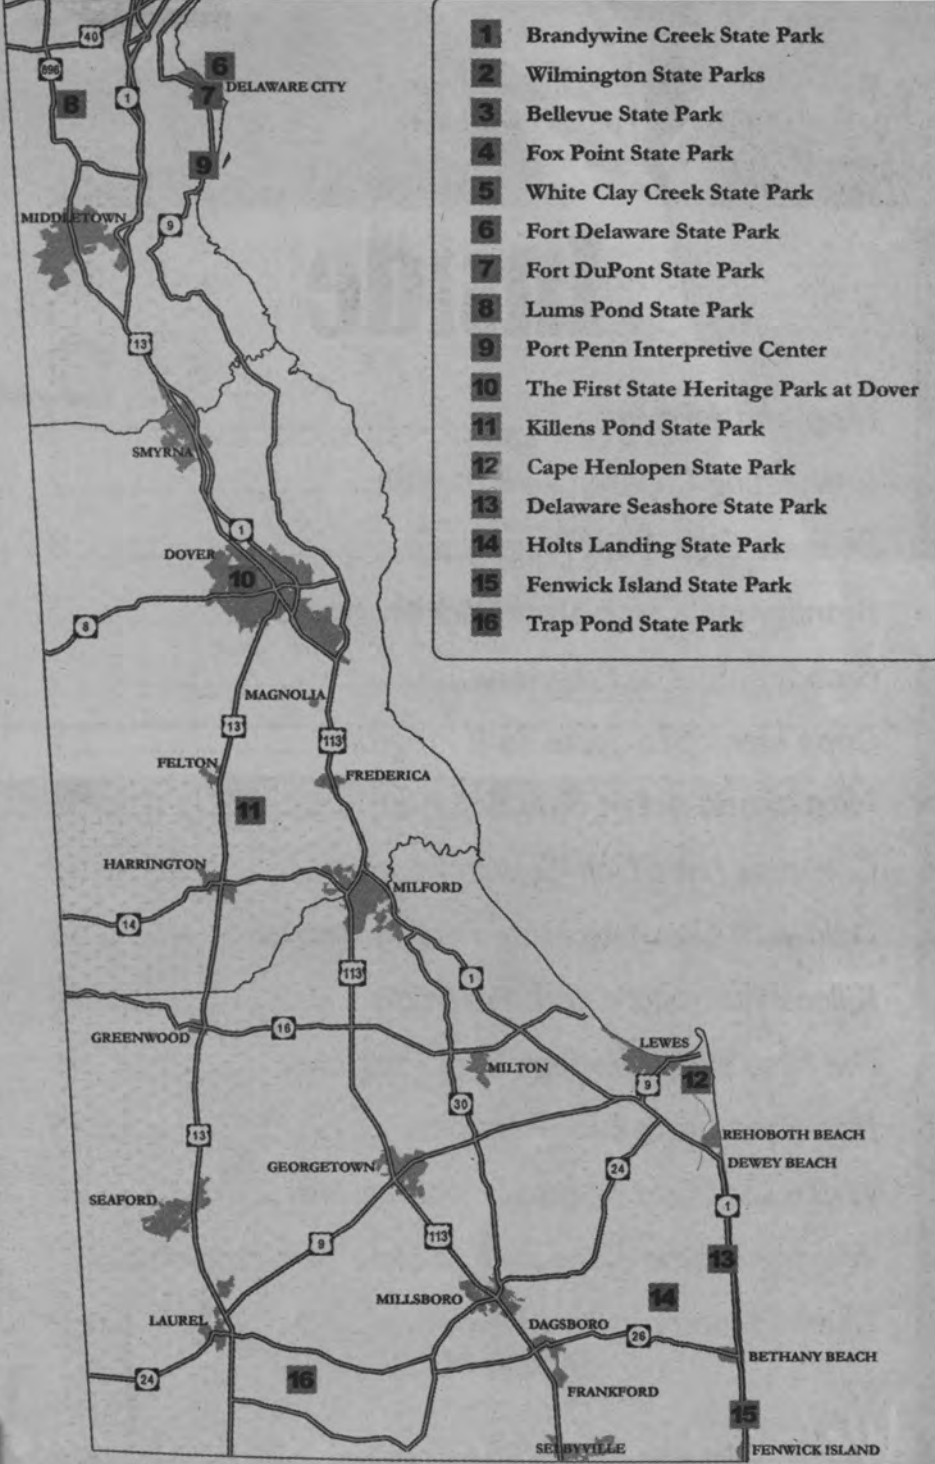 1 Brandywine Creek State Park
2 Wilmington State Parks
3 Bellevue State Park
4 Fox Point State Park
5 White Clay Creek State Park
6 Fort Delaware State Park
7 Fort DuPont State Park
8 Lums Pond State Park
9 Port Penn Interpretive Center
10 The First State Heritage Park at Dover
11 Killens Pond State Park
12 Cape Henlopen State Park
13 Delaware Seashore State Park
14 Holts Landing State Park
15 Fenwick Island State Park
16 Trap Pond State Park
40
896
6
DELAWARE CITY
7
8
1
9
MIDDLETOWN
9
13
SMYRNA
1
DOVER
10
8
MAGNOLIA
13
113
FELTON
FREDERICA
11
HARRINGTON
MILFORD
14
113
1
GREENWOOD
16
LEWES
MILTON
9
12
30
13
REHOBOTH BEACH
GEORGETOWN
24
DEWEY BEACH
SEAFORD
1
9
113
13
MILLSBORO
14
LAUREL
DAGSBORO
26
BETHANY BEACH
24
16
FRANKFORD
15
SELBYVILLE
FENWICK ISLAND